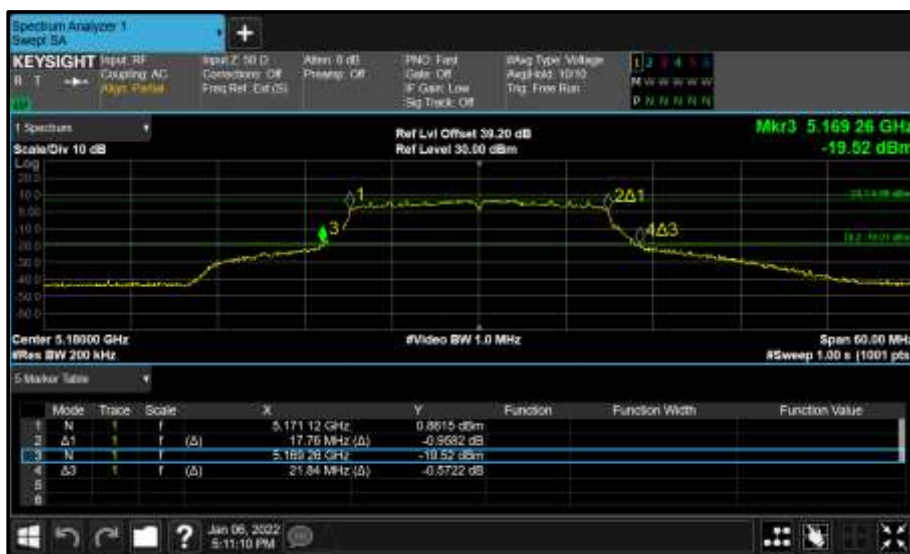 Spectrum Analyzer 1
Swept SA
KEYSIGHT Input: RF Input Z: 50 Ω Atten: 6 dB PNO: Fast #Avg Type: Voltage 1 2 3 4 5 6
R T Coupling: AC Corrections: Off Preamp: Off Gate: Off Avg|Hold: 10/10 M W W W W W
Align: Partial Freq Ref: Ext (S) IF Gain: Low Trig: Free Run
Sig Track: Off P N N N N N
1 Spectrum
Ref Lvl Offset 39.20 dB Mkr3 5.169 26 GHz
Scale/Div 10 dB Ref Level 30.00 dBm -19.52 dBm
Log
20.0
10.0
0.00
-10.0
-20.0
-30.0
-40.0
-50.0
-60.0
1
2Δ1
3
4Δ3
Center 5.18000 GHz #Video BW 1.0 MHz Span 60.00 MHz
#Res BW 200 kHz #Sweep 1.00 s (1001 pts
5 Marker Table
Mode Trace Scale X Y Function Function Width Function Value
1 N 1 f 5.171 12 GHz 0.8615 dBm
2 Δ1 1 f (Δ) 17.76 MHz (Δ) -0.9682 dB
3 N 1 f 5.169 26 GHz -19.52 dBm
4 Δ3 1 f (Δ) 21.84 MHz (Δ) -0.5722 dB
5
6
Jan 06, 2022
5:11:10 PM